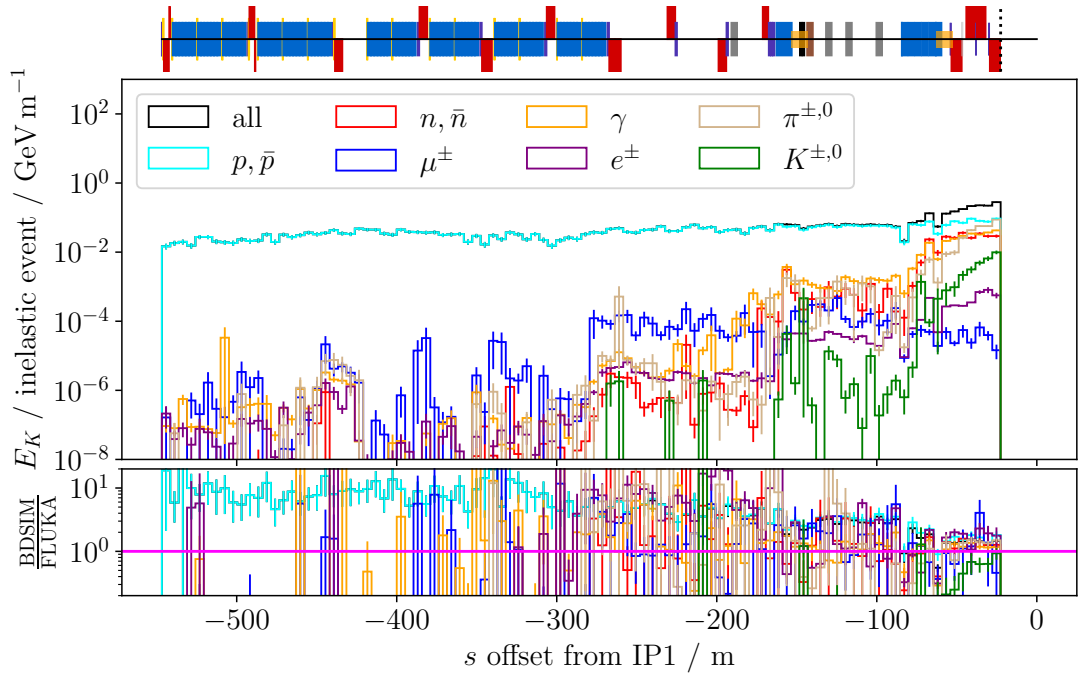 all
n, n̄
γ
π±,0
p, p̄
μ±
e±
K±,0
E_K / inelastic event / GeV m⁻¹
10²
10⁰
10⁻²
10⁻⁴
10⁻⁶
10⁻⁸
BDSIM
FLUKA
10¹
10⁰
−500
−400
−300
−200
−100
0
s offset from IP1 / m